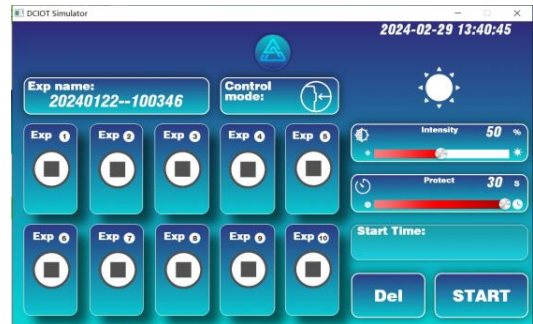 DCIOT Simulator
2024-02-29 13:40:45
Exp name:
20240122--100346
Control
mode:
Exp 1
Exp 2
Exp 3
Exp 4
Exp 5
Intensity 50 %
Protect 30 s
Exp 6
Exp 7
Exp 8
Exp 9
Exp 10
Start Time:
Del
START